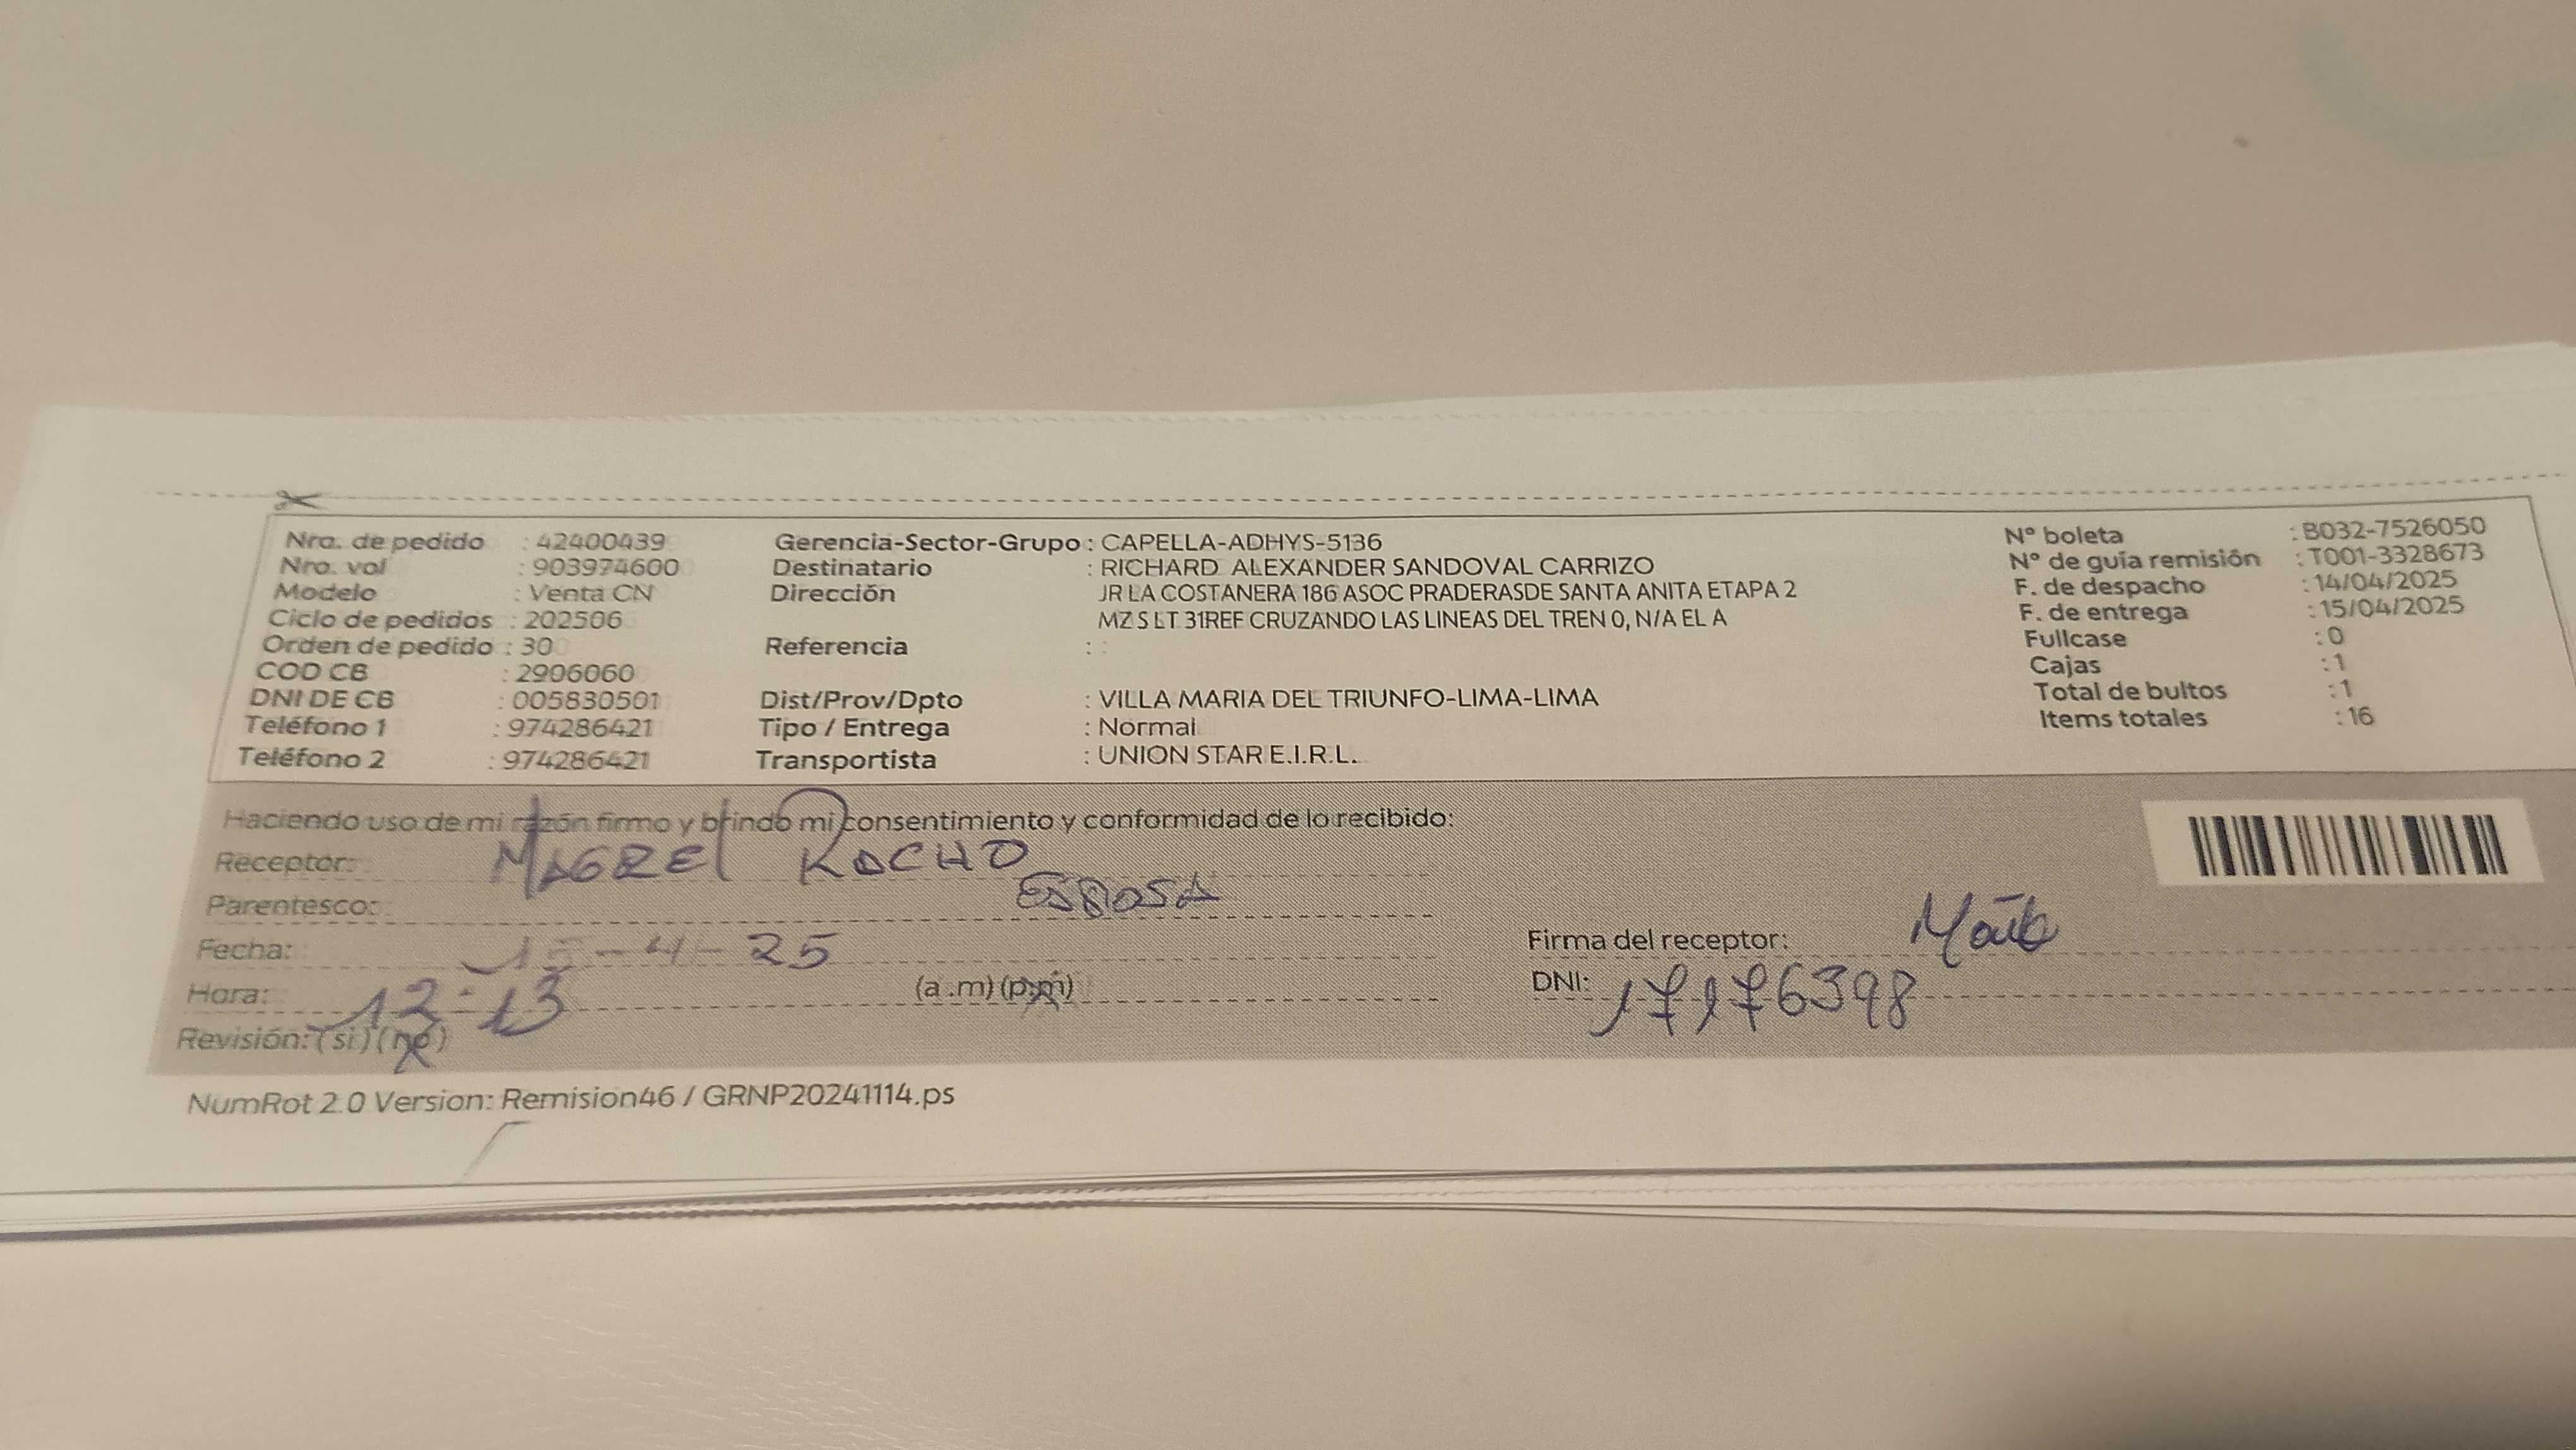 Nro. de pedido : 42400439
Nro. vol : 903974600
Modelo : Venta CN
Ciclo de pedidos : 202506
Orden de pedido : 30
COD CB : 2906060
DNI DE CB : 005830501
Teléfono 1 : 974286421
Teléfono 2 : 974286421
Gerencia-Sector-Grupo : CAPELLA-ADHYS-5136
Destinatario : RICHARD ALEXANDER SANDOVAL CARRIZO
Dirección JR LA COSTANERA 186 ASOC PRADERASDE SANTA ANITA ETAPA 2
MZ S LT 31REF CRUZANDO LAS LINEAS DEL TREN 0, N/A EL A
Referencia :
Dist/Prov/Dpto : VILLA MARIA DEL TRIUNFO-LIMA-LIMA
Tipo / Entrega : Normal
Transportista : UNION STAR E.I.R.L.
N° boleta : B032-7526050
N° de guía remisión : T001-3328673
F. de despacho : 14/04/2025
F. de entrega : 15/04/2025
Fullcase : 0
Cajas : 1
Total de bultos : 1
Items totales : 16
Haciendo uso de mi razón firmo y brindo mi consentimiento y conformidad de lo recibido:
Receptor:
Parentesco: ESPOSA
Fecha: 15-4-25
Hora: 12:13 (a.m) (p.m)
Revisión: (si) (no)
Firma del receptor:
DNI: 17176398
NumRot 2.0 Version: Remision46 / GRNP20241114.ps